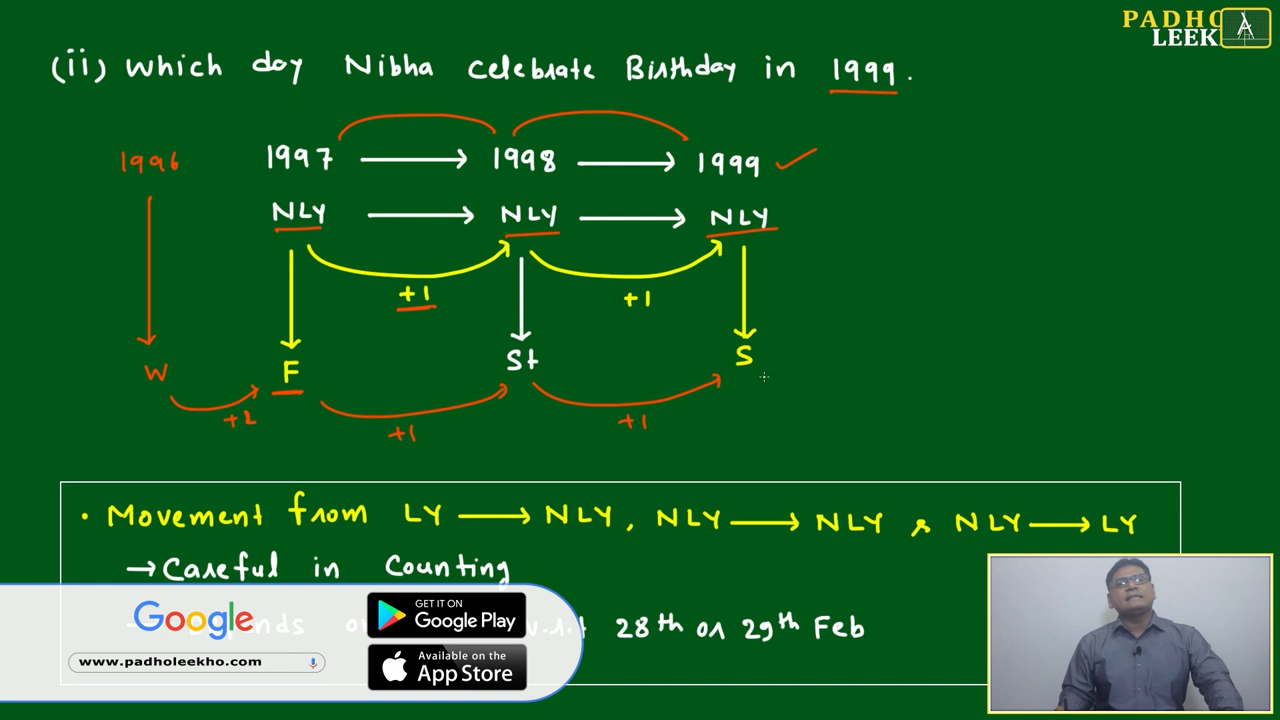 PADHO
LEEK
(ii) Which day Nibha celebrate Birthday in 1999.
1996 1997 → 1998 → 1999 ✓
NLY → NLY → NLY
+1 +1
W F St S
+2 +1 +1
• Movement from LY → NLY, NLY → NLY & NLY → LY
→ Careful in Counting
28th or 29th Feb
Google
www.padholeekho.com
GET IT ON
Google Play
Available on the
App Store